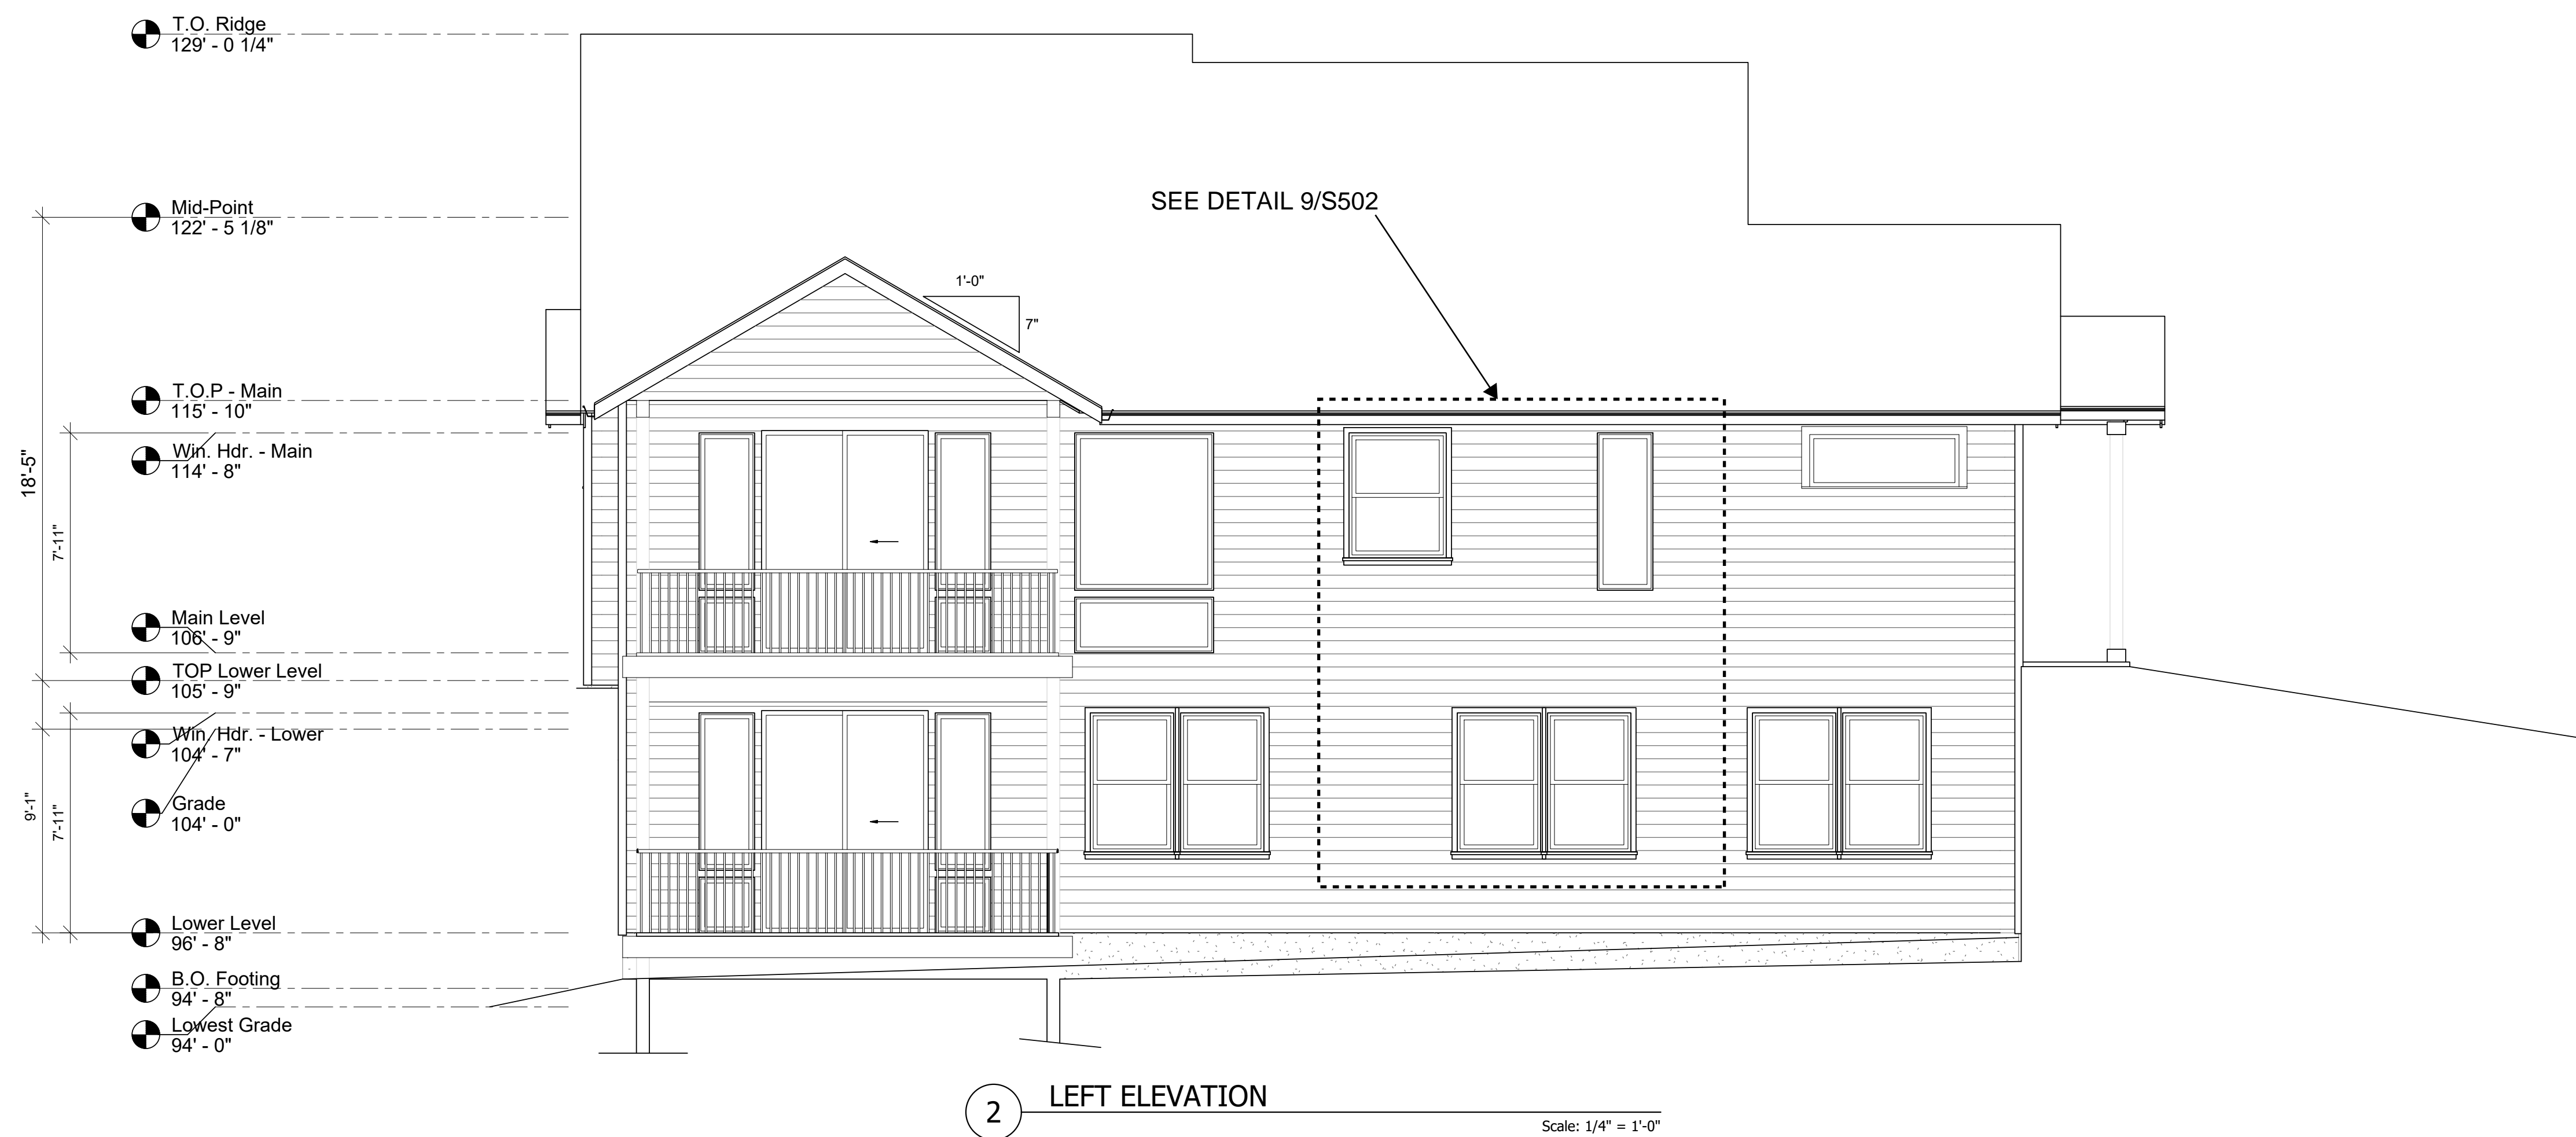 T.O. Ridge
129' - 0 1/4"
Mid-Point
122' - 5 1/8"
SEE DETAIL 9/S502
1'-0"
7"
T.O.P - Main
115' - 10"
Win. Hdr. - Main
114' - 8"
18'-5"
7'-11"
Main Level
106' - 9"
TOP Lower Level
105' - 9"
Win. Hdr. - Lower
104' - 7"
Grade
104' - 0"
9'-1"
7'-11"
Lower Level
96' - 8"
B.O. Footing
94' - 8"
Lowest Grade
94' - 0"
2
LEFT ELEVATION
Scale: 1/4" = 1'-0"